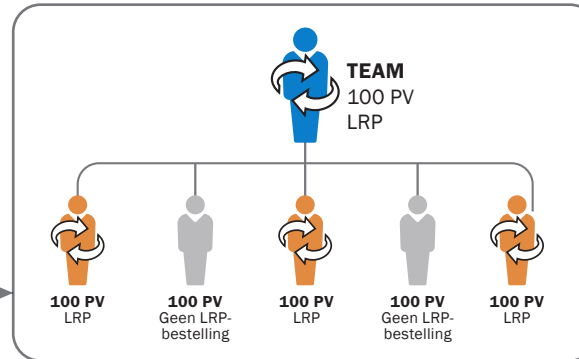 TEAM
100 PV
LRP
100 PV
LRP
100 PV
Geen LRP-
bestelling
100 PV
LRP
100 PV
Geen LRP-
bestelling
100 PV
LRP